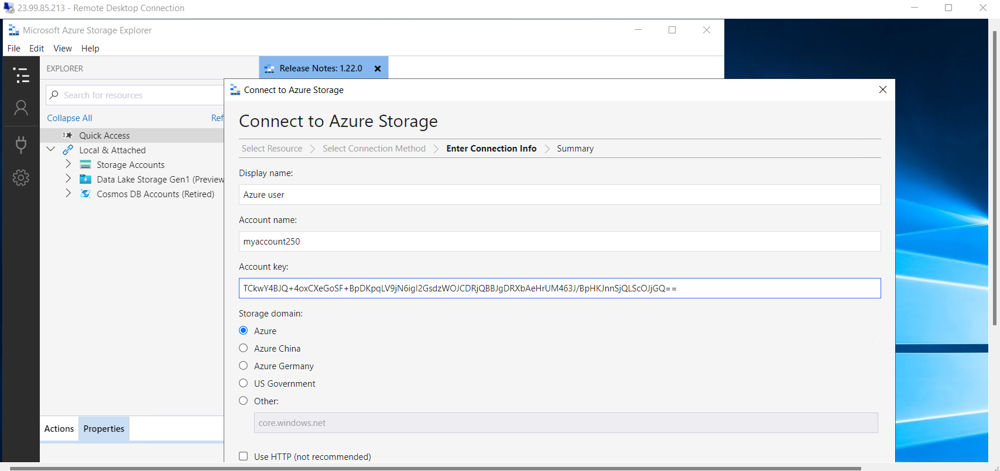 23.99.85.213 - Remote Desktop Connection
Microsoft Azure Storage Explorer
File Edit View Help
EXPLORER
Release Notes: 1.22.0
Search for resources
Collapse All Ref
Quick Access
Local & Attached
Storage Accounts
Data Lake Storage Gen1 (Preview
Cosmos DB Accounts (Retired)
Actions Properties
Connect to Azure Storage
Connect to Azure Storage
Select Resource Select Connection Method Enter Connection Info Summary
Display name:
Azure user
Account name:
myaccount250
Account key:
TCkwY4BJQ+4oxCXeGoSF+BpDKpqLV9jN6igI2GsdzWOJCDRjQBBJgDRXbAeHrUM463J/BpHKJnnSjQLScOJjGQ==
Storage domain:
Azure
Azure China
Azure Germany
US Government
Other:
core.windows.net
Use HTTP (not recommended)